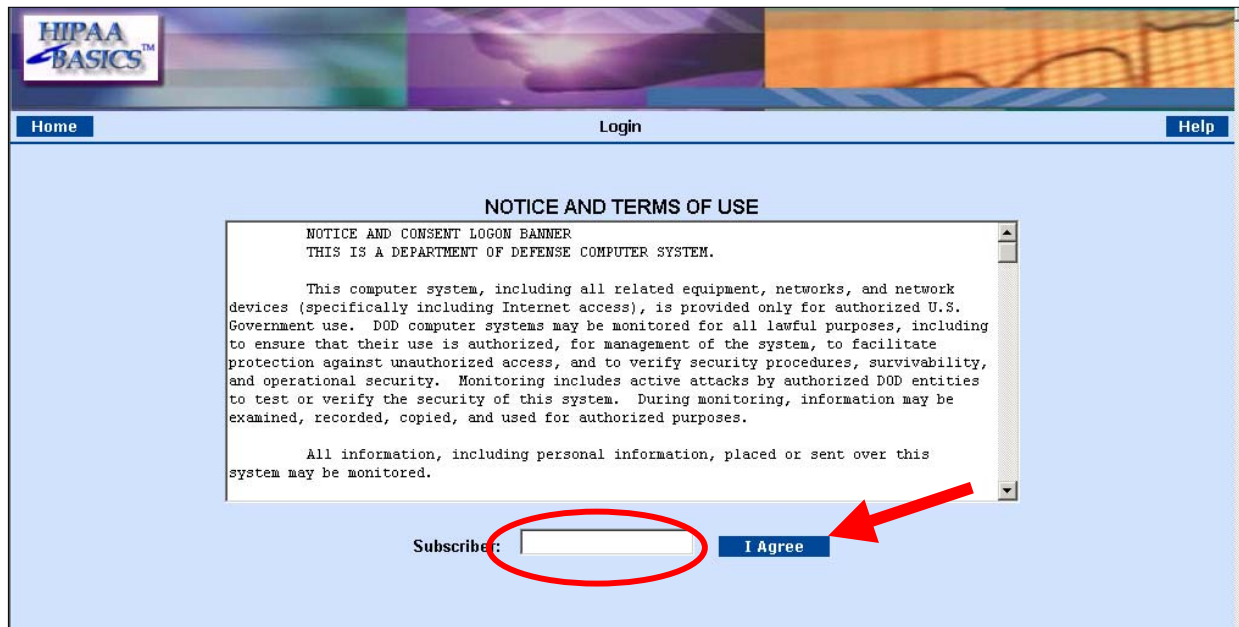 HIPAA
BASICS™
Home Login Help
NOTICE AND TERMS OF USE
NOTICE AND CONSENT LOGON BANNER
THIS IS A DEPARTMENT OF DEFENSE COMPUTER SYSTEM.
This computer system, including all related equipment, networks, and network
devices (specifically including Internet access), is provided only for authorized U.S.
Government use. DOD computer systems may be monitored for all lawful purposes, including
to ensure that their use is authorized, for management of the system, to facilitate
protection against unauthorized access, and to verify security procedures, survivability,
and operational security. Monitoring includes active attacks by authorized DOD entities
to test or verify the security of this system. During monitoring, information may be
examined, recorded, copied, and used for authorized purposes.
All information, including personal information, placed or sent over this
system may be monitored.
Subscriber: I Agree